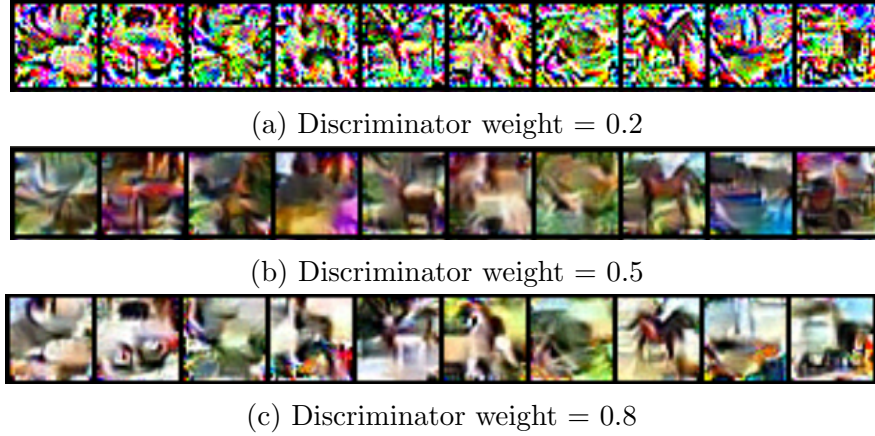 (a) Discriminator weight = 0.2
(b) Discriminator weight = 0.5
(c) Discriminator weight = 0.8